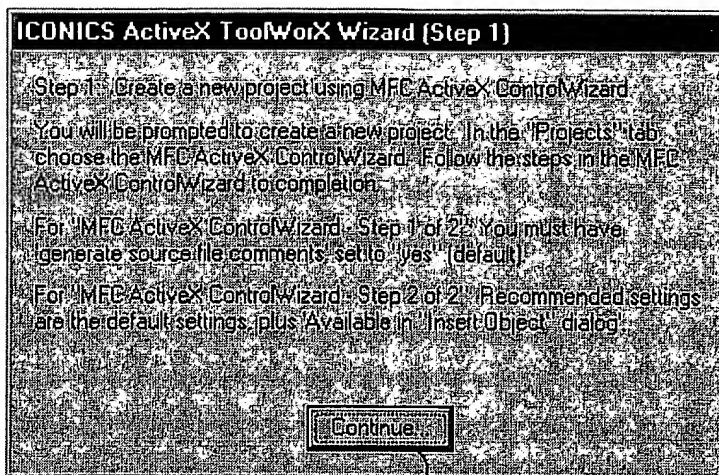 ICONICS ActiveX ToolWorX Wizard (Step 1)
Step 1: Create a new project using MFC ActiveX ControlWizard
You will be prompted to create a new project. In the "Projects" tab,
choose the MFC ActiveX ControlWizard. Follow the steps in the MFC
ActiveX ControlWizard to completion.
For "MFC ActiveX ControlWizard - Step 1 of 2:" You must have
'generate source file comments' set to "yes" (default).
For "MFC ActiveX ControlWizard - Step 2 of 2:" Recommended settings
are the default settings, plus 'Available in "Insert Object" dialog'.
Continue...